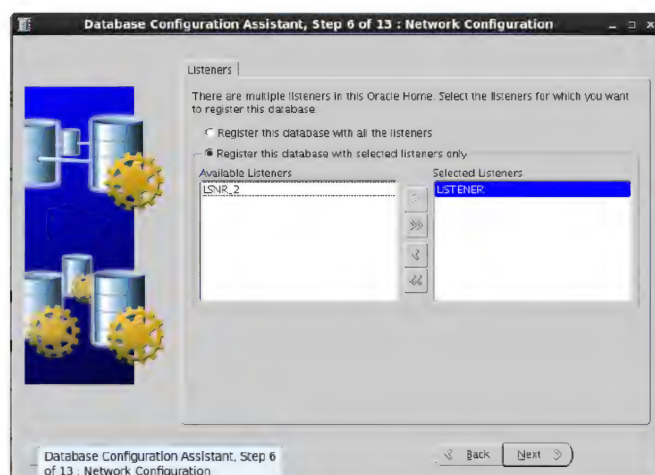 Database Configuration Assistant, Step 6 of 13 : Network Configuration
Listeners
There are multiple listeners in this Oracle Home. Select the listeners for which you want
to register this database:
Register this database with all the listeners
Register this database with selected listeners only
Available Listeners
Selected Listeners
LSNR_2
LISTENER
Back
Next
Database Configuration Assistant, Step 6
of 13 : Network Configuration